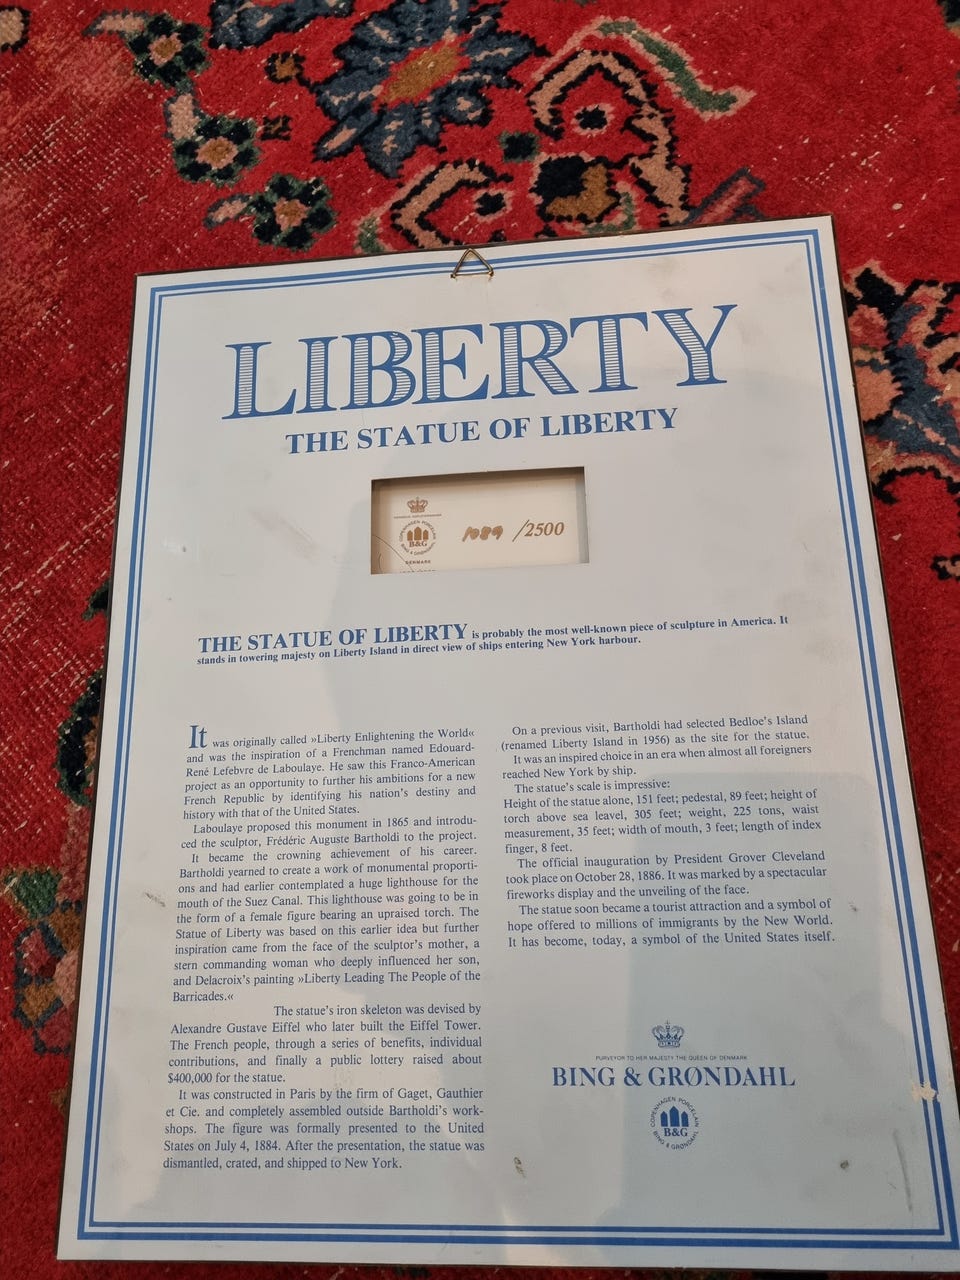 LIBERTY
THE STATUE OF LIBERTY
COPENHAGEN PORCELAIN
B&G
BING & GRØNDAHL
DENMARK
1089 /2500
THE STATUE OF LIBERTY is probably the most well-known piece of sculpture in America. It
stands in towering majesty on Liberty Island in direct view of ships entering New York harbour.
It was originally called »Liberty Enlightening the World«
and was the inspiration of a Frenchman named Edouard-
René Lefebvre de Laboulaye. He saw this Franco-American
project as an opportunity to further his ambitions for a new
French Republic by identifying his nation's destiny and
history with that of the United States.
Laboulaye proposed this monument in 1865 and introdu-
ced the sculptor, Frédéric Auguste Bartholdi to the project.
It became the crowning achievement of his career.
Bartholdi yearned to create a work of monumental proporti-
ons and had earlier contemplated a huge lighthouse for the
mouth of the Suez Canal. This lighthouse was going to be in
the form of a female figure bearing an upraised torch. The
Statue of Liberty was based on this earlier idea but further
inspiration came from the face of the sculptor's mother, a
stern commanding woman who deeply influenced her son,
and Delacroix's painting »Liberty Leading The People of the
Barricades.«
The statue's iron skeleton was devised by
Alexandre Gustave Eiffel who later built the Eiffel Tower.
The French people, through a series of benefits, individual
contributions, and finally a public lottery raised about
$400,000 for the statue.
It was constructed in Paris by the firm of Gaget, Gauthier
et Cie. and completely assembled outside Bartholdi's work-
shops. The figure was formally presented to the United
States on July 4, 1884. After the presentation, the statue was
dismantled, crated, and shipped to New York.
On a previous visit, Bartholdi had selected Bedloe's Island
(renamed Liberty Island in 1956) as the site for the statue.
It was an inspired choice in an era when almost all foreigners
reached New York by ship.
The statue's scale is impressive:
Height of the statue alone, 151 feet; pedestal, 89 feet; height of
torch above sea leavel, 305 feet; weight, 225 tons, waist
measurement, 35 feet; width of mouth, 3 feet; length of index
finger, 8 feet.
The official inauguration by President Grover Cleveland
took place on October 28, 1886. It was marked by a spectacular
fireworks display and the unveiling of the face.
The statue soon became a tourist attraction and a symbol of
hope offered to millions of immigrants by the New World.
It has become, today, a symbol of the United States itself.
PURVEYOR TO HER MAJESTY THE QUEEN OF DENMARK
BING & GRØNDAHL
COPENHAGEN PORCELAIN
B&G
BING & GRØNDAHL